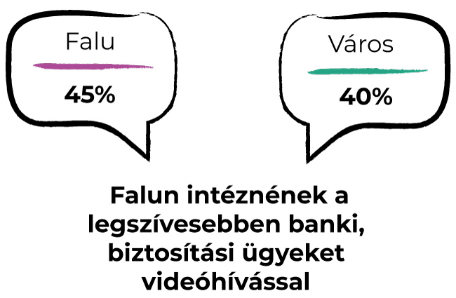 Falu
45%
Város
40%
Falun intéznének a
legszívesebben banki,
biztosítási ügyeket
videóhívással